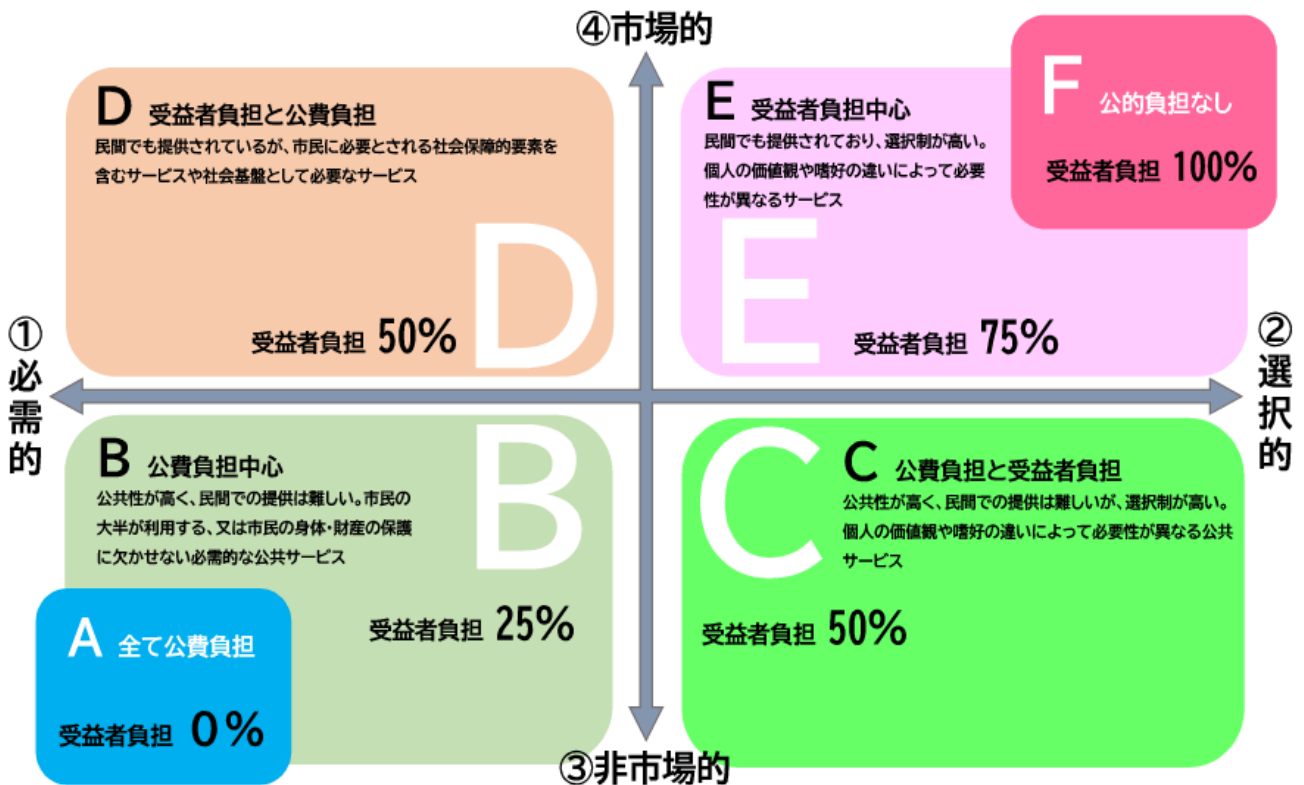 ④市場的
D 受益者負担と公費負担
民間でも提供されているが、市民に必要とされる社会保障的要素を
含むサービスや社会基盤として必要なサービス
D
受益者負担 50%
E 受益者負担中心
民間でも提供されており、選択制が高い。
個人の価値観や嗜好の違いによって必要
性が異なるサービス
E
受益者負担 75%
F 公的負担なし
受益者負担 100%
①必需的
②選択的
B 公費負担中心
公共性が高く、民間での提供は難しい。市民の
大半が利用する、又は市民の身体・財産の保護
に欠かせない必需的な公共サービス
B
受益者負担 25%
A 全て公費負担
受益者負担 0%
C
C 公費負担と受益者負担
公共性が高く、民間での提供は難しいが、選択制が高い。
個人の価値観や嗜好の違いによって必要性が異なる公共
サービス
受益者負担 50%
③非市場的